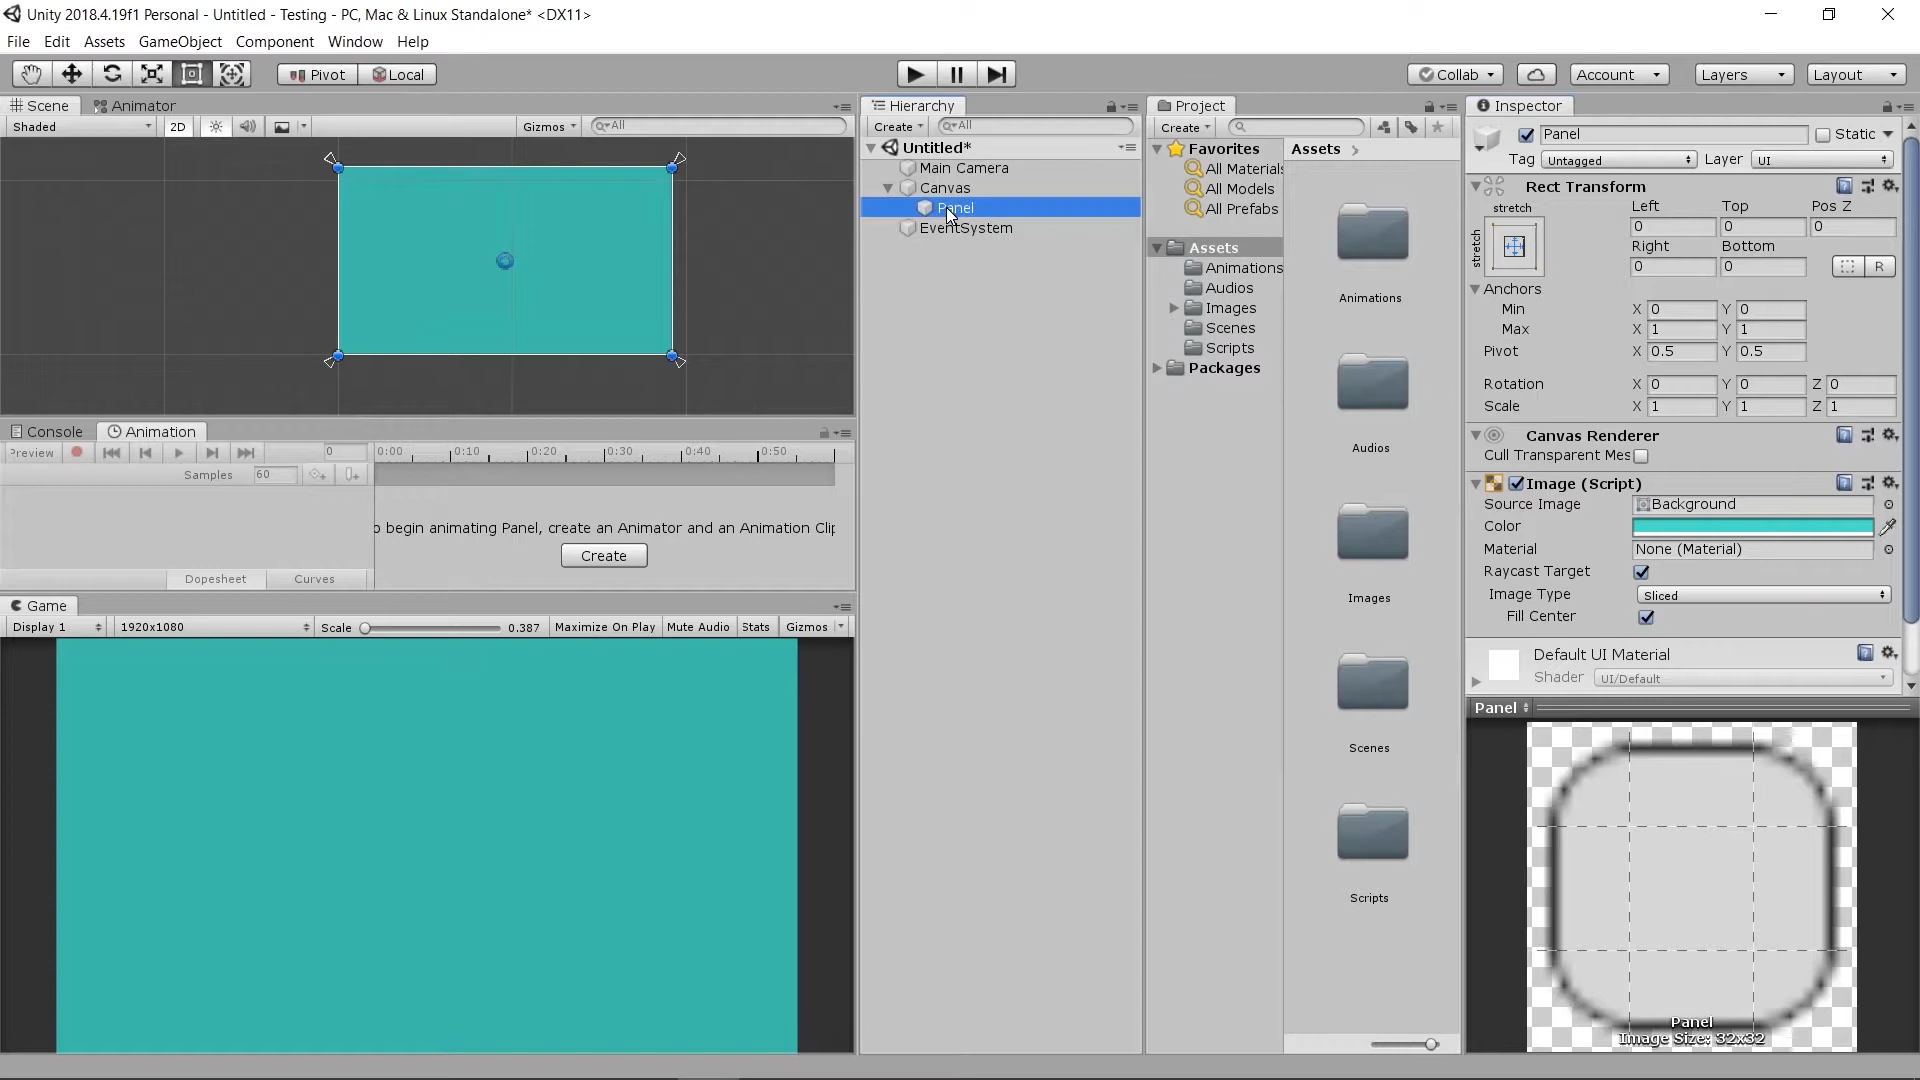 Unity 2018.4.19f1 Personal - Untitled - Testing - PC, Mac & Linux Standalone* <DX11>
File Edit Assets GameObject Component Window Help
Pivot Local Collab Account Layers Layout
Scene Animator
Shaded 2D Gizmos All
Console Animation
Preview 0 0:00 0:10 0:20 0:30 0:40 0:50
Samples 60
o begin animating Panel, create an Animator and an Animation Clip
Create
Dopesheet Curves
Game
Display 1 1920x1080 Scale 0.387 Maximize On Play Mute Audio Stats Gizmos
Hierarchy
Create All
Untitled*
Main Camera
Canvas
Panel
EventSystem
Project
Create
Favorites
All Materials
All Models
All Prefabs
Assets
Animations
Audios
Images
Scenes
Scripts
Packages
Assets
Animations
Audios
Images
Scenes
Scripts
Inspector
Panel Static
Tag Untagged Layer UI
Rect Transform
stretch Left Top Pos Z
stretch 0 0 0
Right Bottom
0 0 R
Anchors
Min X 0 Y 0
Max X 1 Y 1
Pivot X 0.5 Y 0.5
Rotation X 0 Y 0 Z 0
Scale X 1 Y 1 Z 1
Canvas Renderer
Cull Transparent Mes
Image (Script)
Source Image Background
Color
Material None (Material)
Raycast Target
Image Type Sliced
Fill Center
Default UI Material
Shader UI/Default
Panel
Panel
Image Size: 32x32